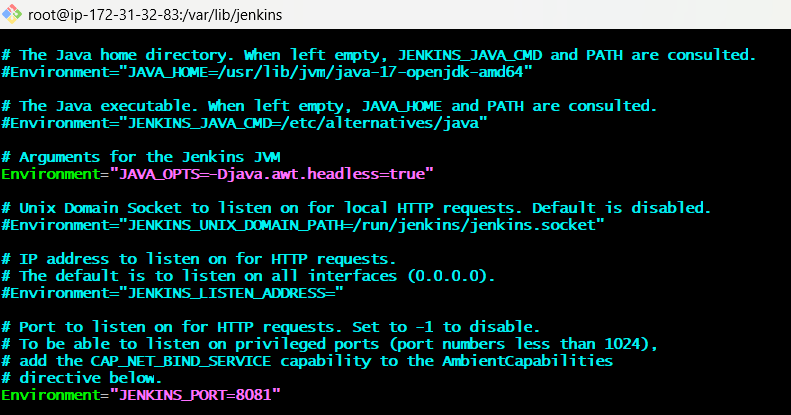 root@ip-172-31-32-83:/var/lib/jenkins
# The Java home directory. When left empty, JENKINS_JAVA_CMD and PATH are consulted.
#Environment="JAVA_HOME=/usr/lib/jvm/java-17-openjdk-amd64"
# The Java executable. When left empty, JAVA_HOME and PATH are consulted.
#Environment="JENKINS_JAVA_CMD=/etc/alternatives/java"
# Arguments for the Jenkins JVM
Environment="JAVA_OPTS=-Djava.awt.headless=true"
# Unix Domain Socket to listen on for local HTTP requests. Default is disabled.
#Environment="JENKINS_UNIX_DOMAIN_PATH=/run/jenkins/jenkins.socket"
# IP address to listen on for HTTP requests.
# The default is to listen on all interfaces (0.0.0.0).
#Environment="JENKINS_LISTEN_ADDRESS="
# Port to listen on for HTTP requests. Set to -1 to disable.
# To be able to listen on privileged ports (port numbers less than 1024),
# add the CAP_NET_BIND_SERVICE capability to the AmbientCapabilities
# directive below.
Environment="JENKINS_PORT=8081"